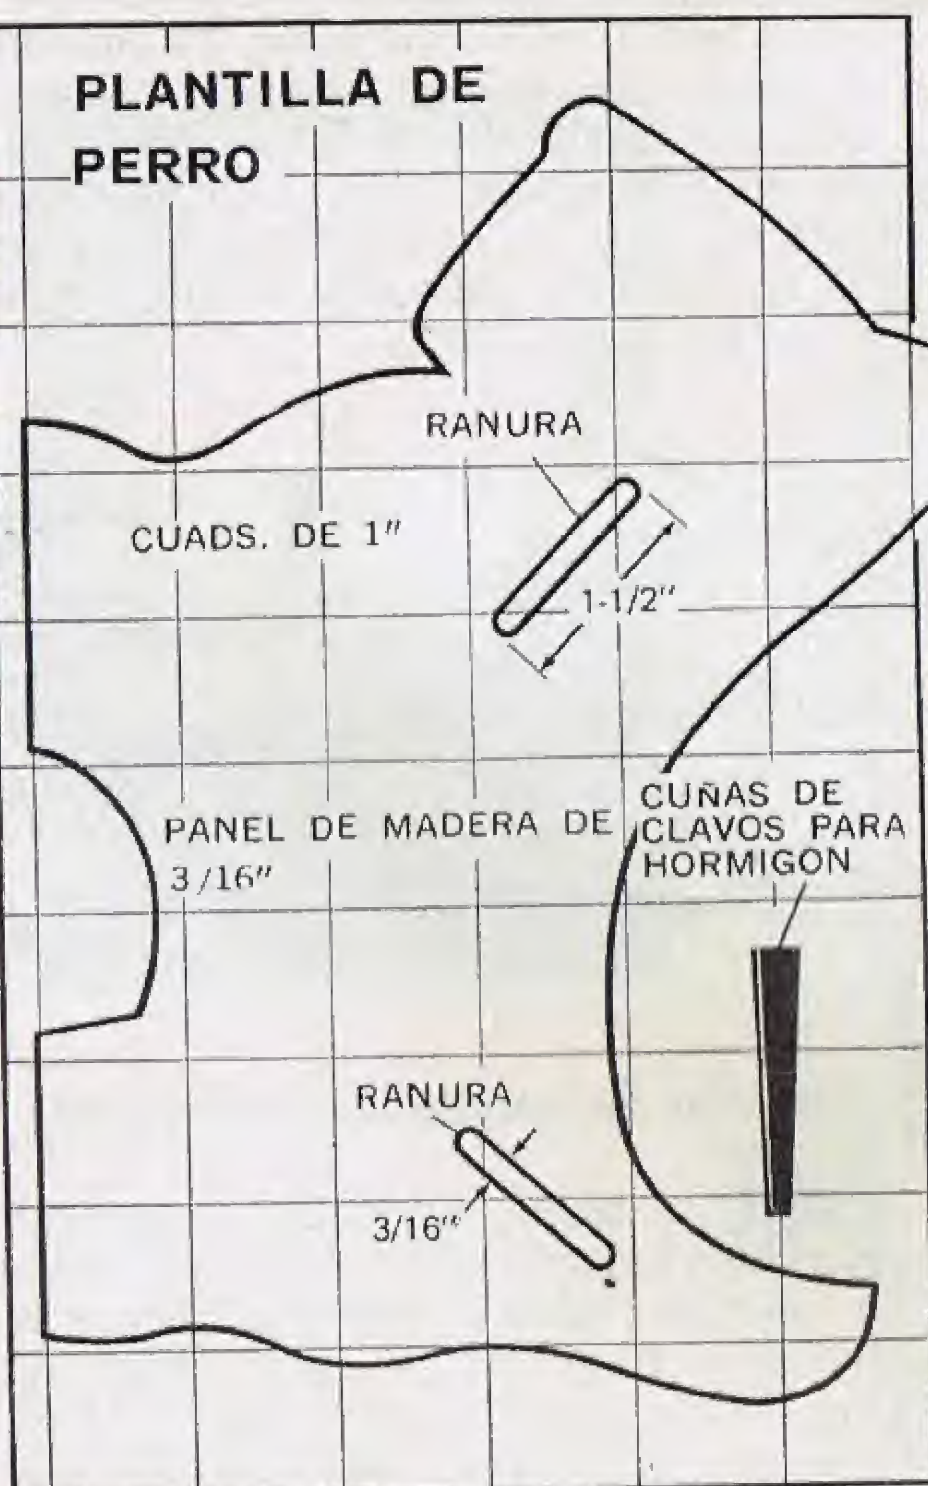 PLANTILLA DE
PERRO
RANURA
CUADS. DE 1"
1-1/2"
PANEL DE MADERA DE
3/16"
CUÑAS DE
CLAVOS PARA
HORMIGON
RANURA
3/16"